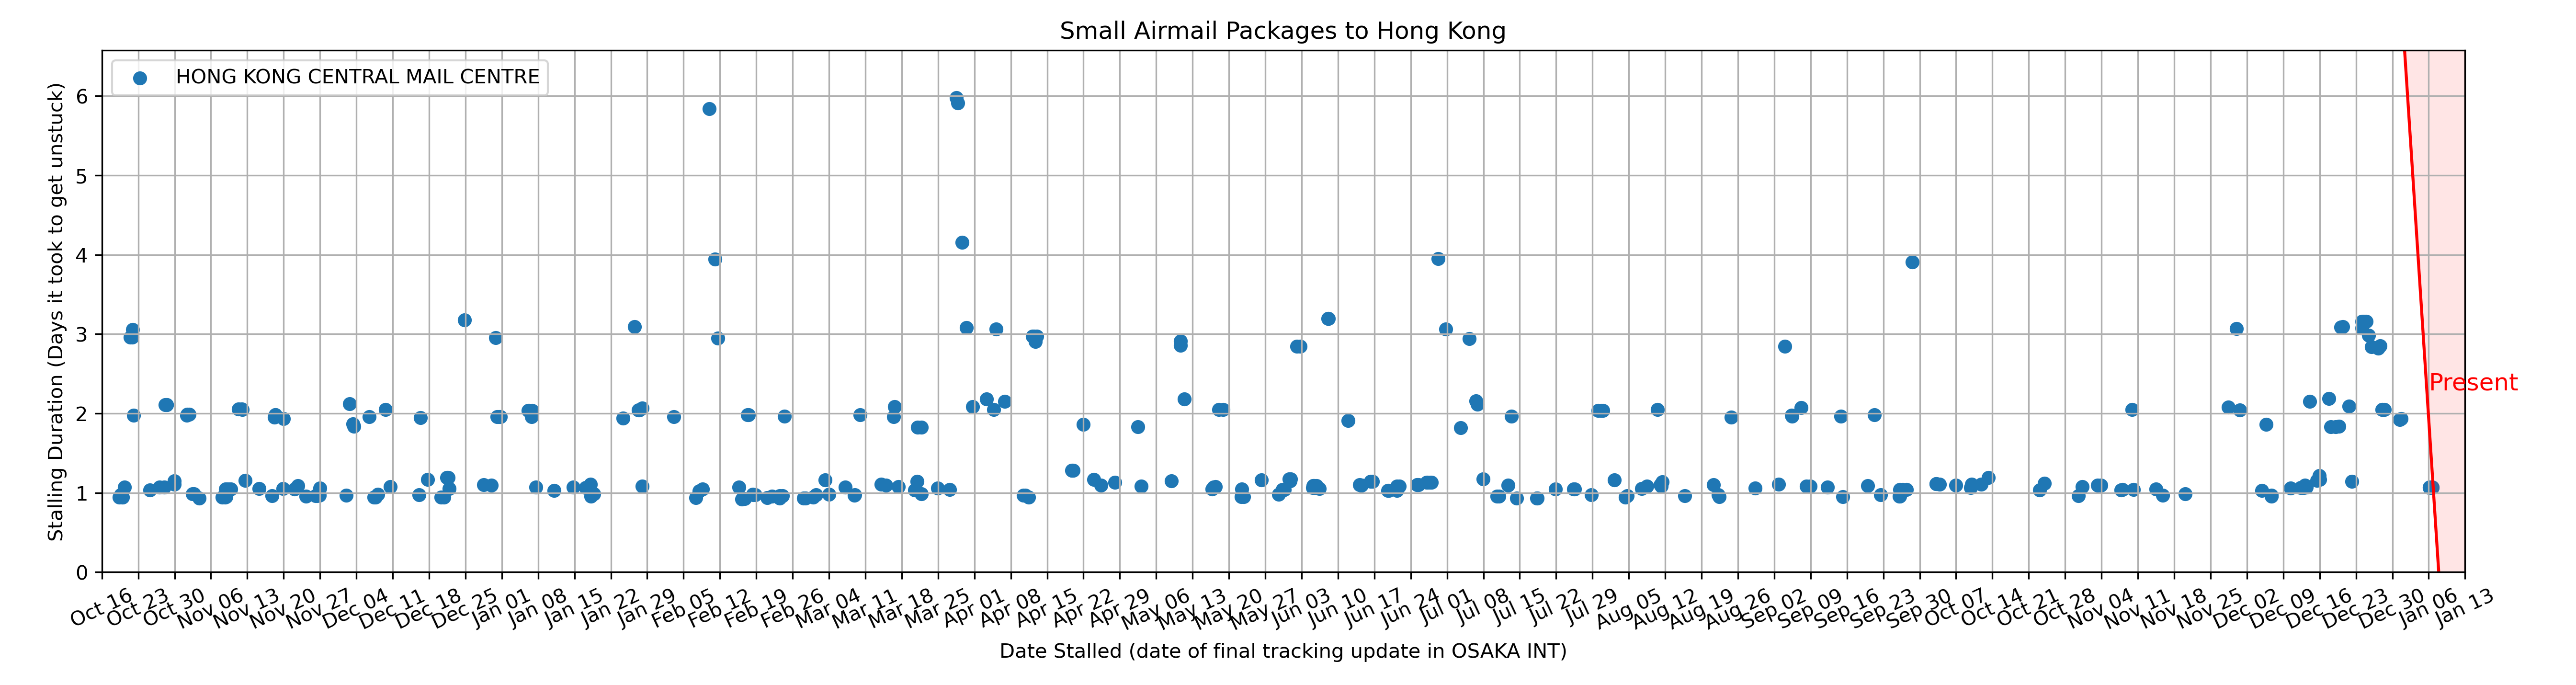 Small Airmail Packages to Hong Kong
HONG KONG CENTRAL MAIL CENTRE
Stalling Duration (Days it took to get unstuck)
6
5
4
3
2
1
0
Present
Oct 16 Oct 23 Oct 30 Nov 06 Nov 13 Nov 20 Nov 27 Dec 04 Dec 11 Dec 18 Dec 25 Jan 01 Jan 08 Jan 15 Jan 22 Jan 29 Feb 05 Feb 12 Feb 19 Feb 26 Mar 04 Mar 11 Mar 18 Mar 25 Apr 01 Apr 08 Apr 15 Apr 22 Apr 29 May 06 May 13 May 20 May 27 Jun 03 Jun 10 Jun 17 Jun 24 Jul 01 Jul 08 Jul 15 Jul 22 Jul 29 Aug 05 Aug 12 Aug 19 Aug 26 Sep 02 Sep 09 Sep 16 Sep 23 Sep 30 Oct 07 Oct 14 Oct 21 Oct 28 Nov 04 Nov 11 Nov 18 Nov 25 Dec 02 Dec 09 Dec 16 Dec 23 Dec 30 Jan 06 Jan 13
Date Stalled (date of final tracking update in OSAKA INT)